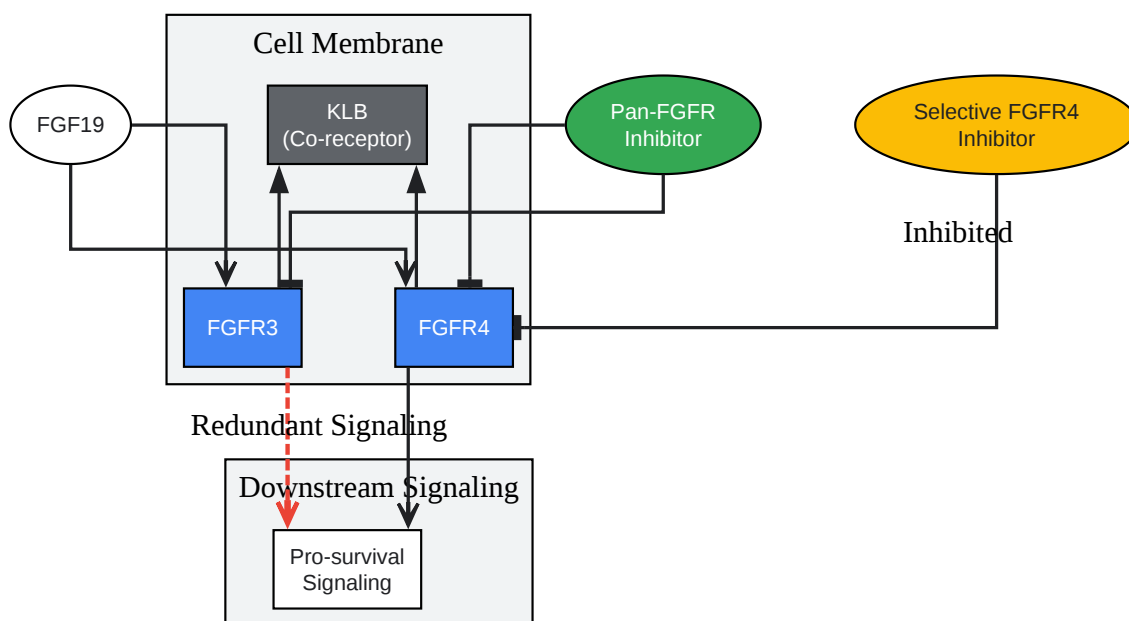 Cell Membrane
FGF19
KLB
(Co-receptor)
Pan-FGFR
Inhibitor
Selective FGFR4
Inhibitor
Inhibited
FGFR3
FGFR4
Redundant Signaling
Downstream Signaling
Pro-survival
Signaling